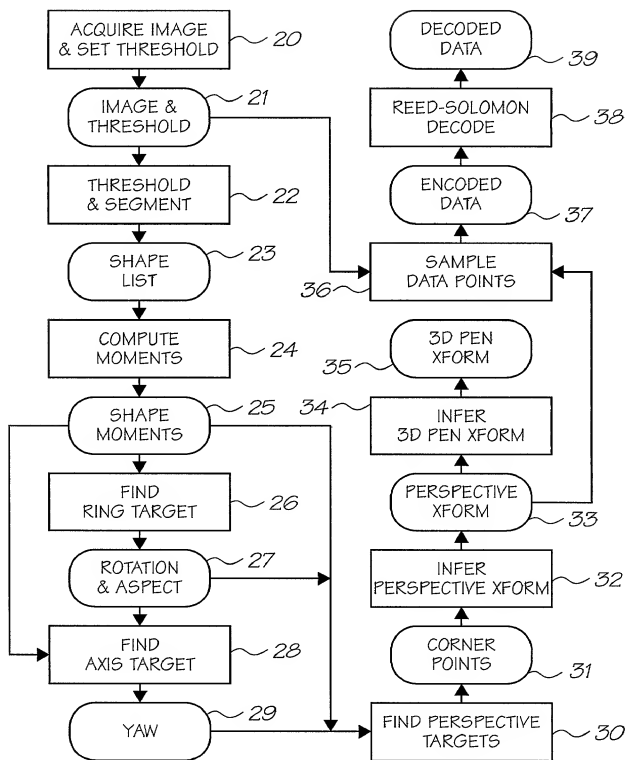 ACQUIRE IMAGE
& SET THRESHOLD
20
IMAGE &
THRESHOLD
21
THRESHOLD
& SEGMENT
22
SHAPE
LIST
23
COMPUTE
MOMENTS
24
SHAPE
MOMENTS
25
FIND
RING TARGET
26
ROTATION
& ASPECT
27
FIND
AXIS TARGET
28
YAW
29
DECODED
DATA
39
REED-SOLOMON
DECODE
38
ENCODED
DATA
37
SAMPLE
DATA POINTS
36
3D PEN
XFORM
35
34
INFER
3D PEN XFORM
PERSPECTIVE
XFORM
33
INFER
PERSPECTIVE XFORM
32
CORNER
POINTS
31
FIND PERSPECTIVE
TARGETS
30